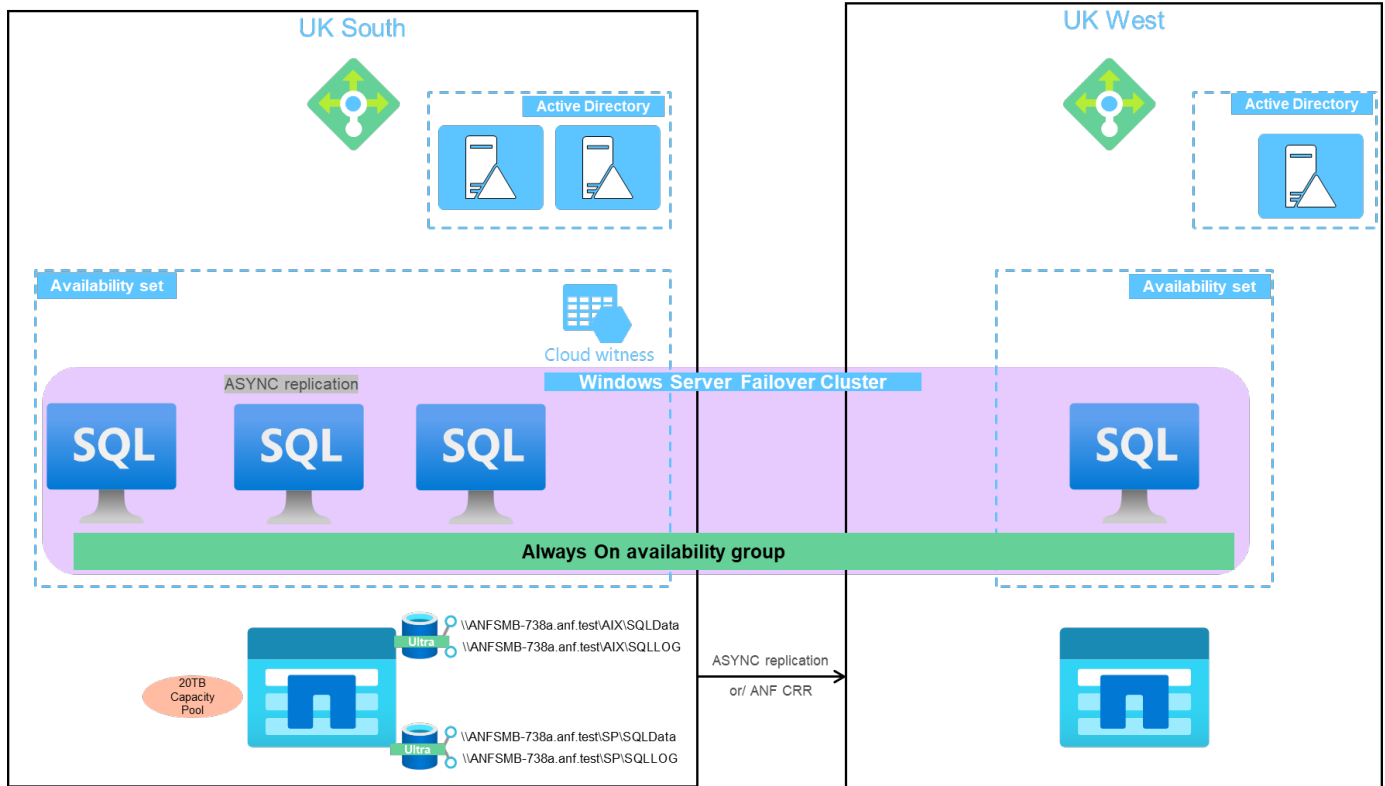 UK South
UK West
Active Directory
Active Directory
Availability set
Availability set
Cloud witness
ASYNC replication
Windows Server Failover Cluster
SQL
SQL
SQL
SQL
Always On availability group
Ultra
\\ANFSMB-738a.anf.test\AIX\SQLData
\\ANFSMB-738a.anf.test\AIX\SQLLOG
20TB
Capacity
Pool
ASYNC replication
or/ ANF CRR
Ultra
\\ANFSMB-738a.anf.test\SP\SQLData
\\ANFSMB-738a.anf.test\SP\SQLLOG